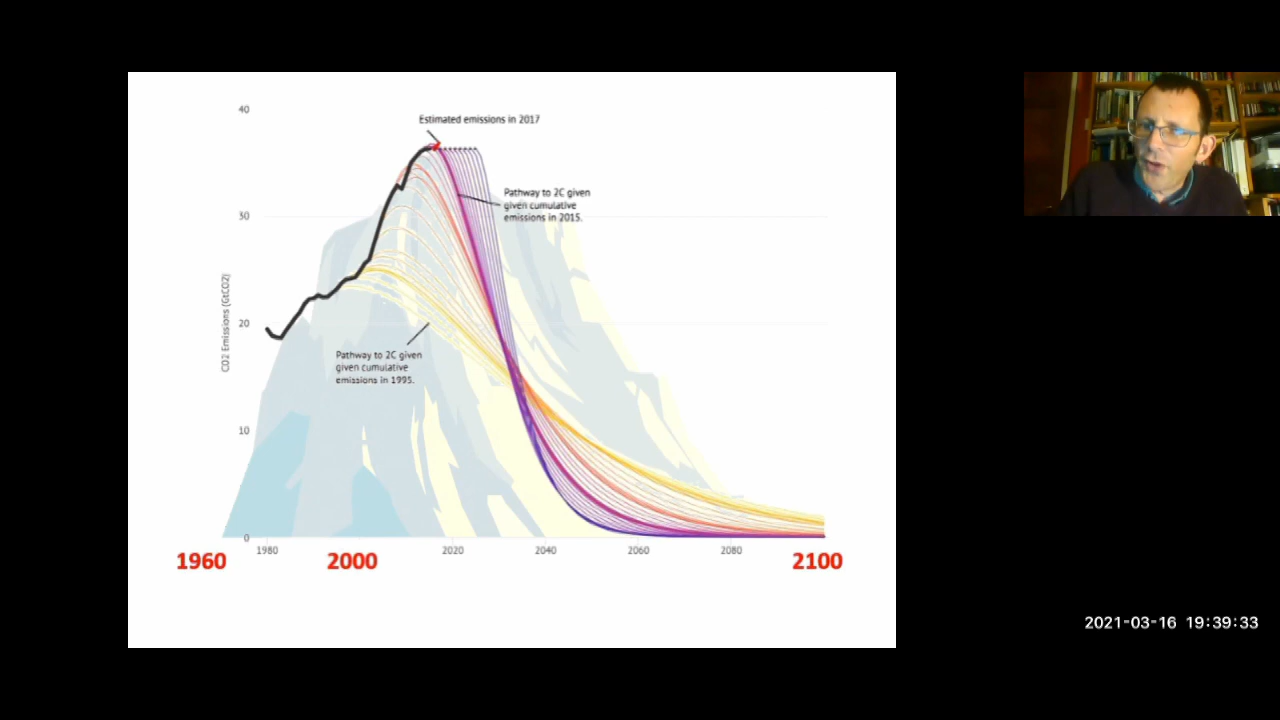 40
Estimated emissions in 2017
Pathway to 2C given
given cumulative
emissions in 2015.
30
CO2 Emissions (GtCO2)
20
Pathway to 2C given
given cumulative
emissions in 1995.
10
0
1980
2020
2040
2060
2080
1960
2000
2100
2021-03-16 19:39:33